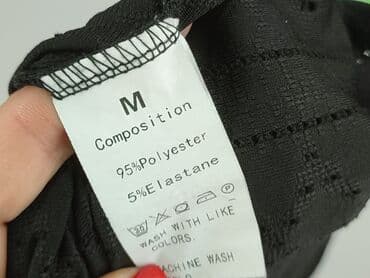 M
Composition
95%Polyester
5%Elastane
WASH WITH LIKE
COLORS.
MACHINE WASH